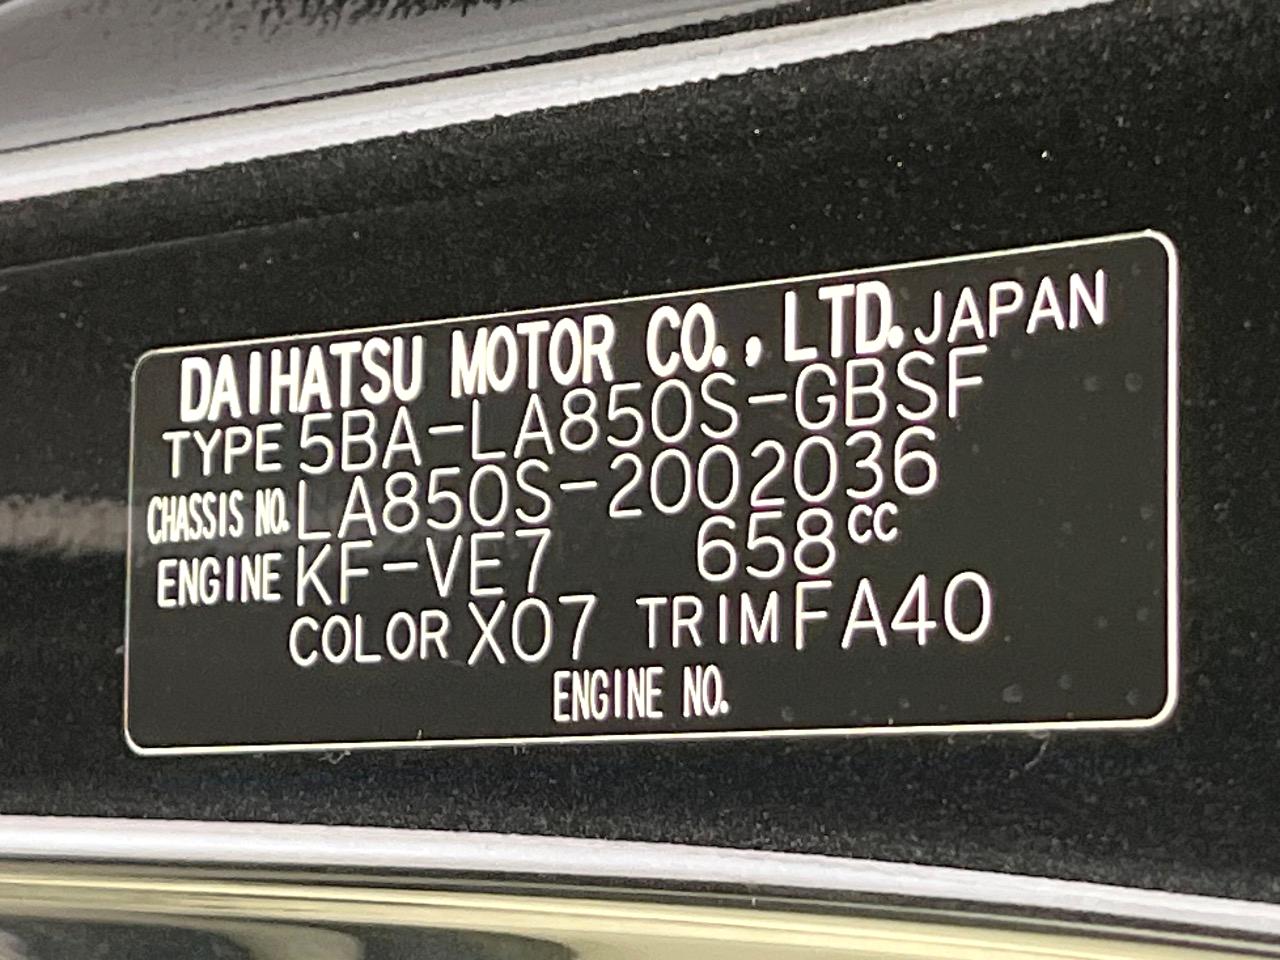 DAIHATSU MOTOR CO., LTD. JAPAN
TYPE 5BA-LA850S-GBSF
CHASSIS NO. LA850S-2002036
ENGINE KF-VE7 658cc
COLOR X07 TRIM FA40
ENGINE NO.